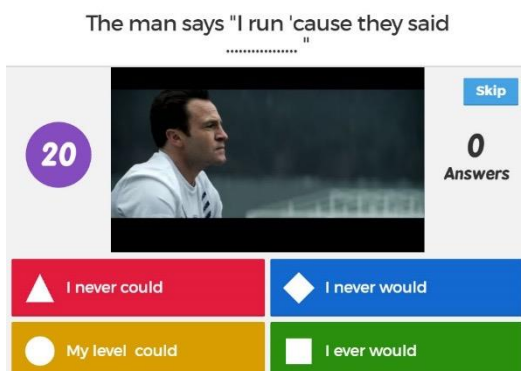 The man says "I run 'cause they said
................. "
Skip
20
0
Answers
I never could
I never would
My level  could
I ever would